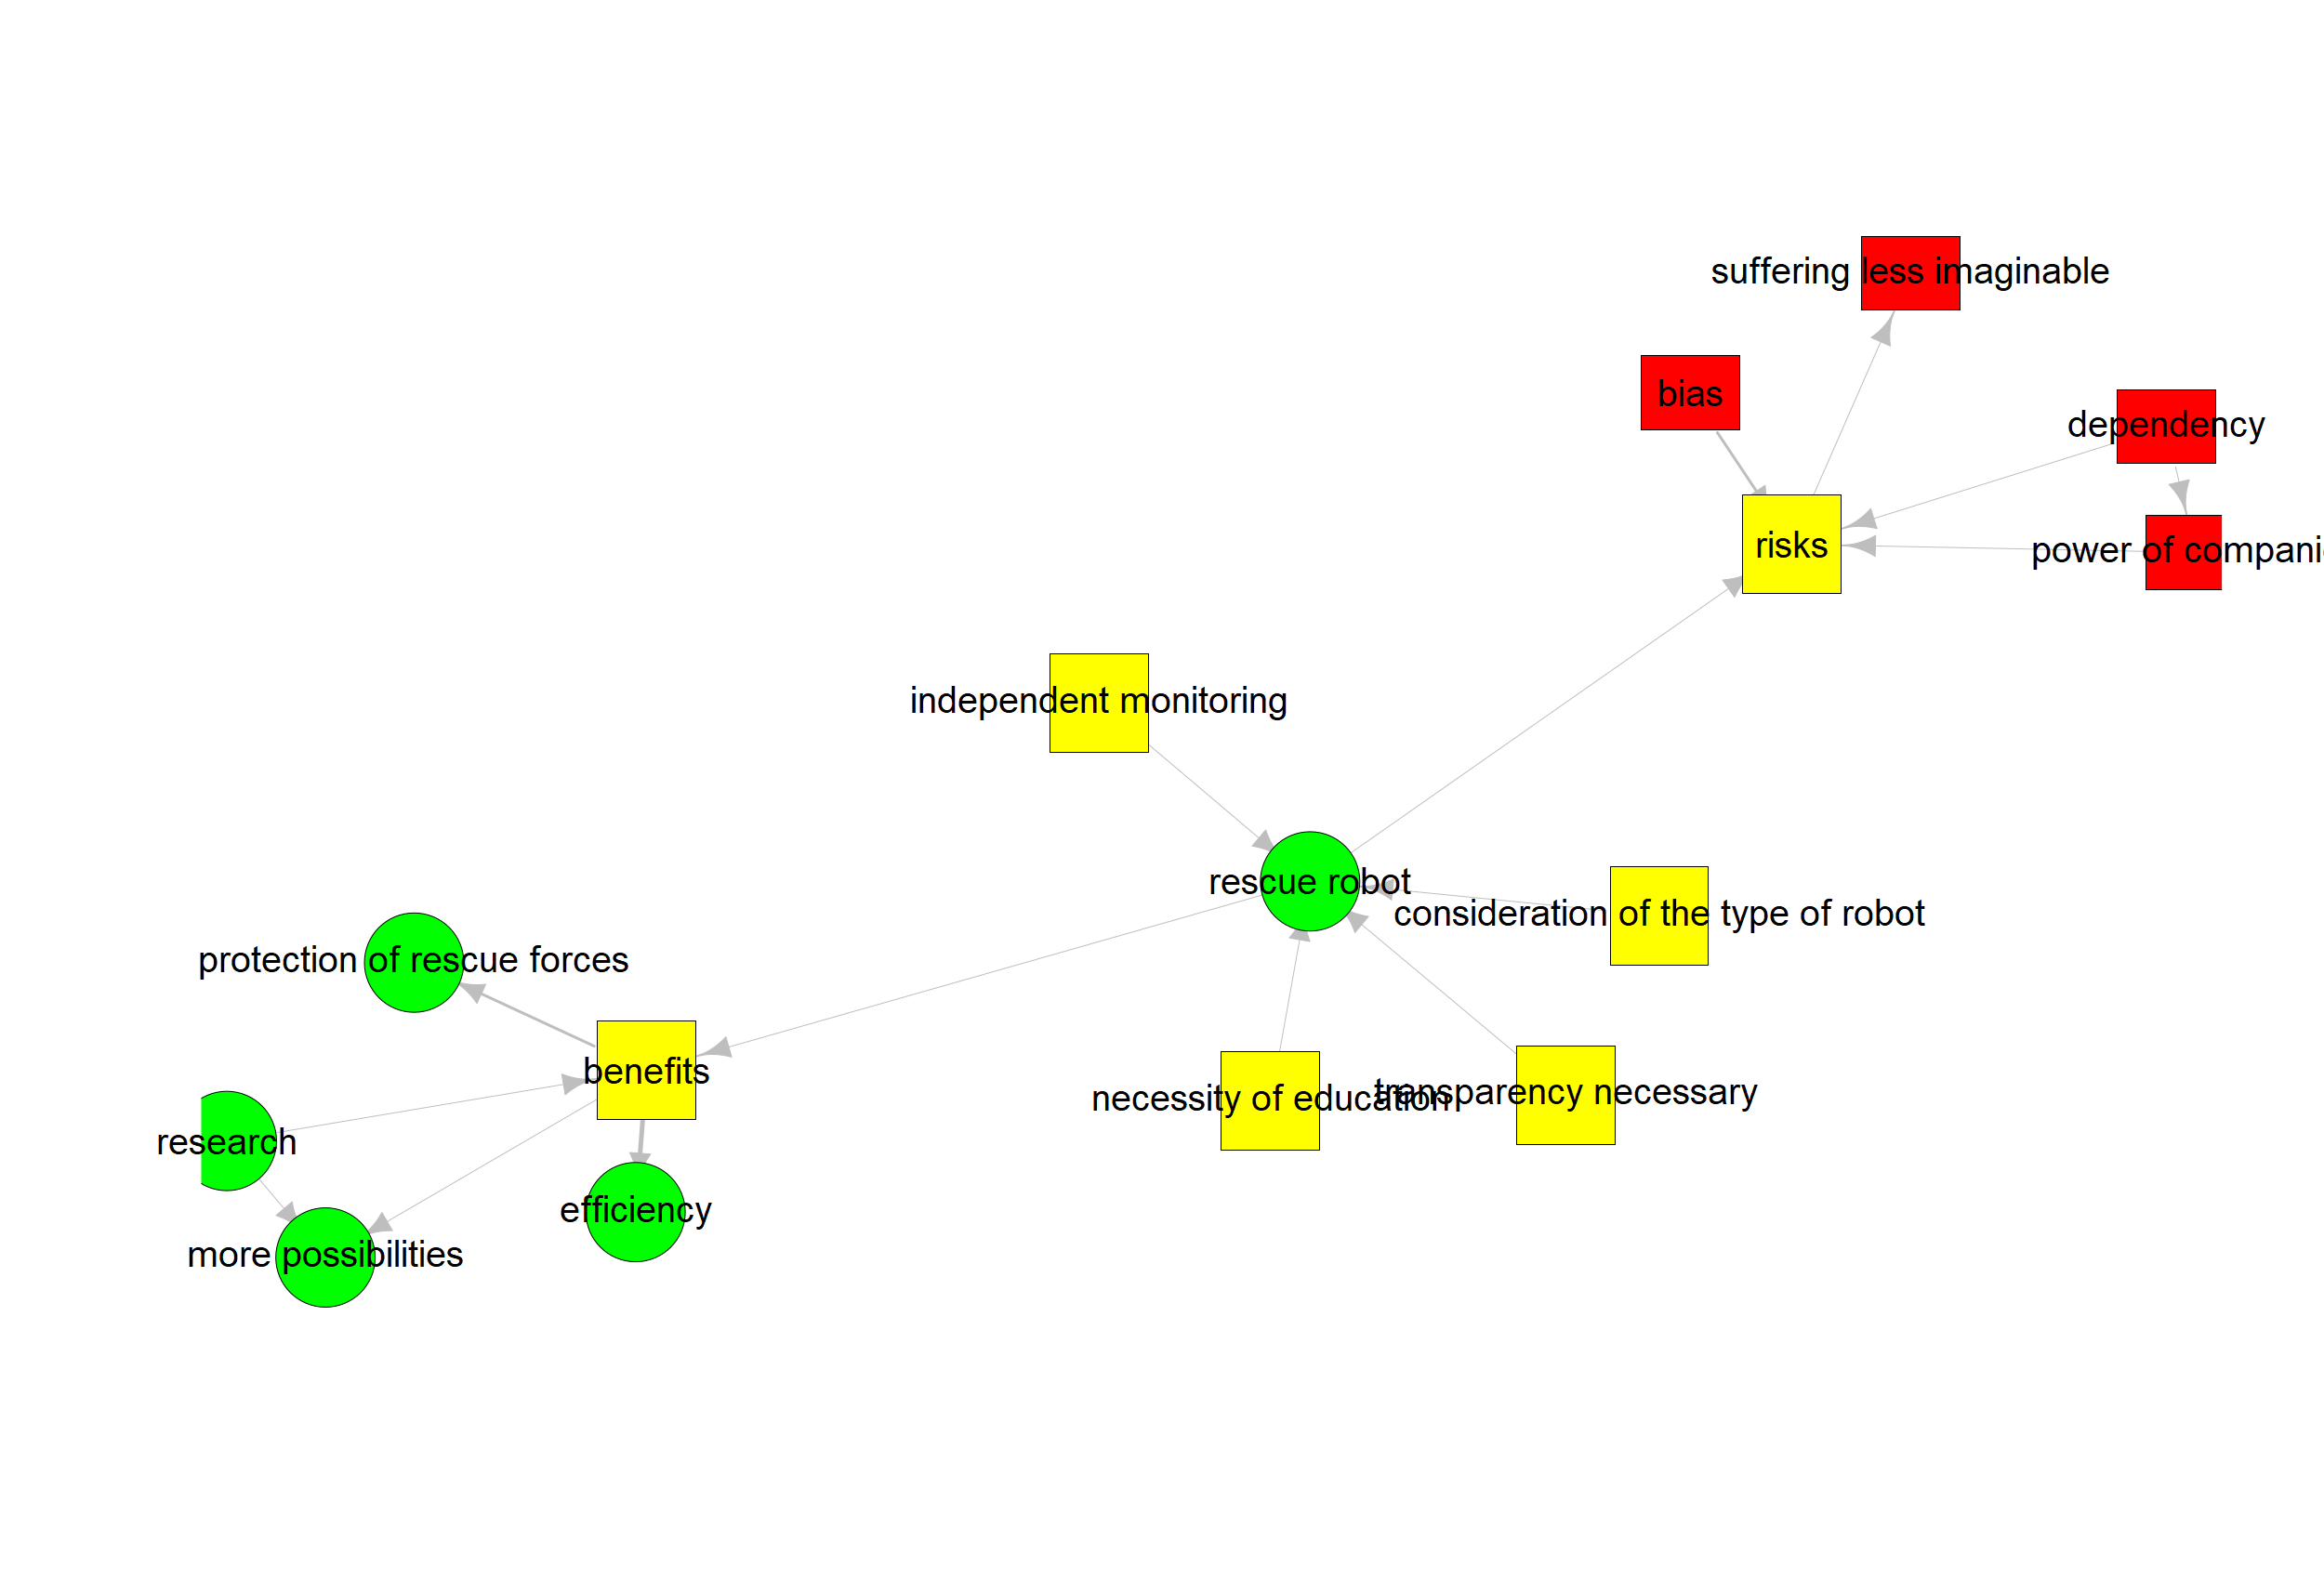 suffering less imaginable
bias
dependency
risks
power of compani
independent monitoring
rescue robot
consideration of the type of robot
protection of rescue forces
benefits
necessity of education
transparency necessary
research
efficiency
more possibilities